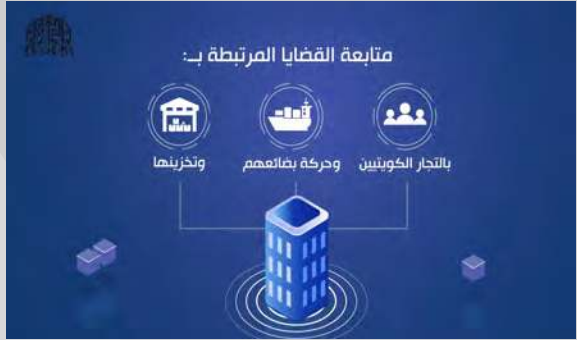 متابعة القضايا المرتبطة بـ:
بالتجار الكويتيين
وحركة بضائعهم
وتخزينها